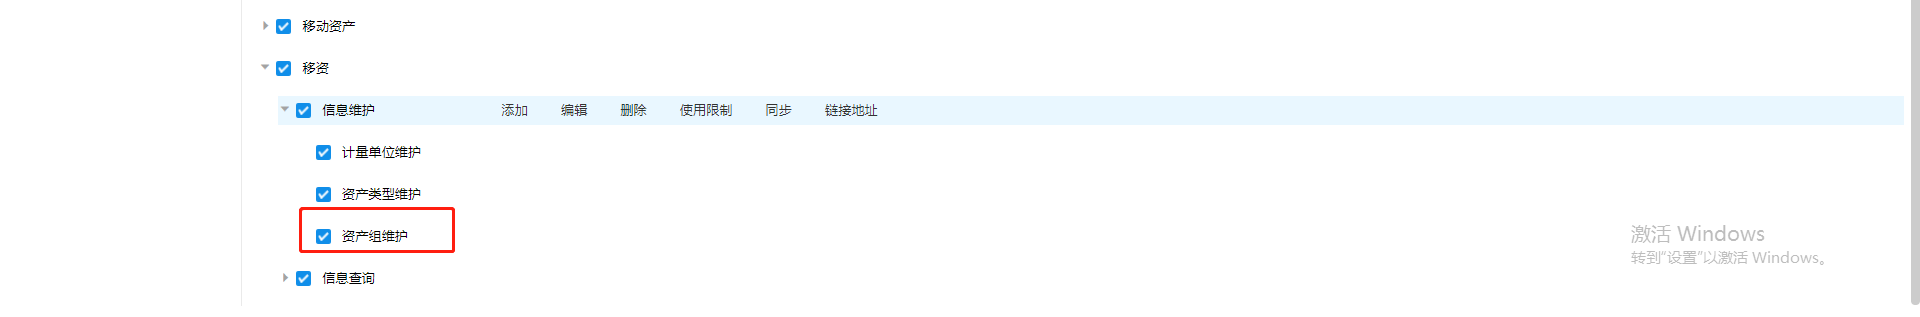 移动资产
移资
信息维护 添加 编辑 删除 使用限制 同步 链接地址
计量单位维护
资产类型维护
资产组维护
信息查询
激活 Windows
转到“设置”以激活 Windows。